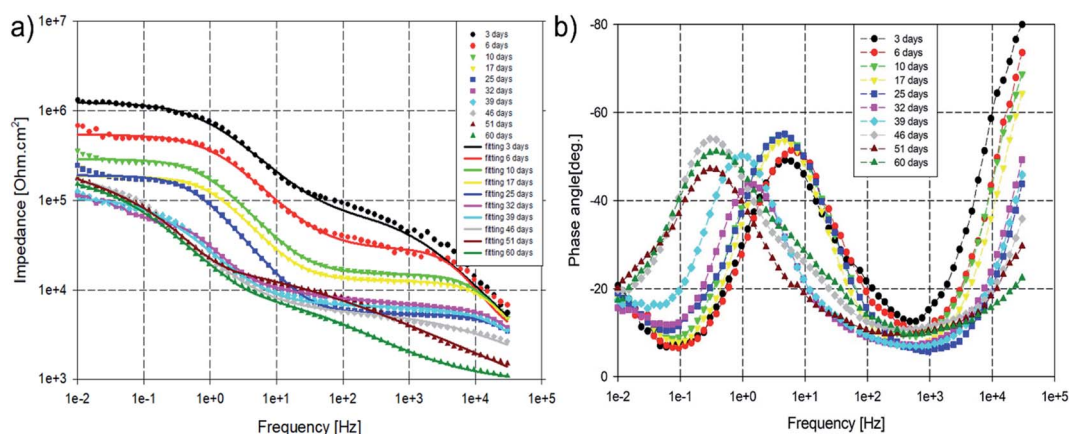 a)
1e+7
1e+6
1e+5
1e+4
1e+3
Impedance [Ohm.cm2]
1e-2
1e-1
1e+0
1e+1
1e+2
1e+3
1e+4
1e+5
Frequency [Hz]
3 days
6 days
10 days
17 days
25 days
32 days
39 days
46 days
51 days
60 days
fitting 3 days
fitting 6 days
fitting 10 days
fitting 17 days
fitting 25 days
fitting 32 days
fitting 39 days
fitting 46 days
fitting 51 days
fitting 60 days
b)
-80
-60
-40
-20
0
Phase angle[deg.]
1e-2
1e-1
1e+0
1e+1
1e+2
1e+3
1e+4
1e+5
Frequency [Hz]
3 days
6 days
10 days
17 days
25 days
32 days
39 days
46 days
51 days
60 days